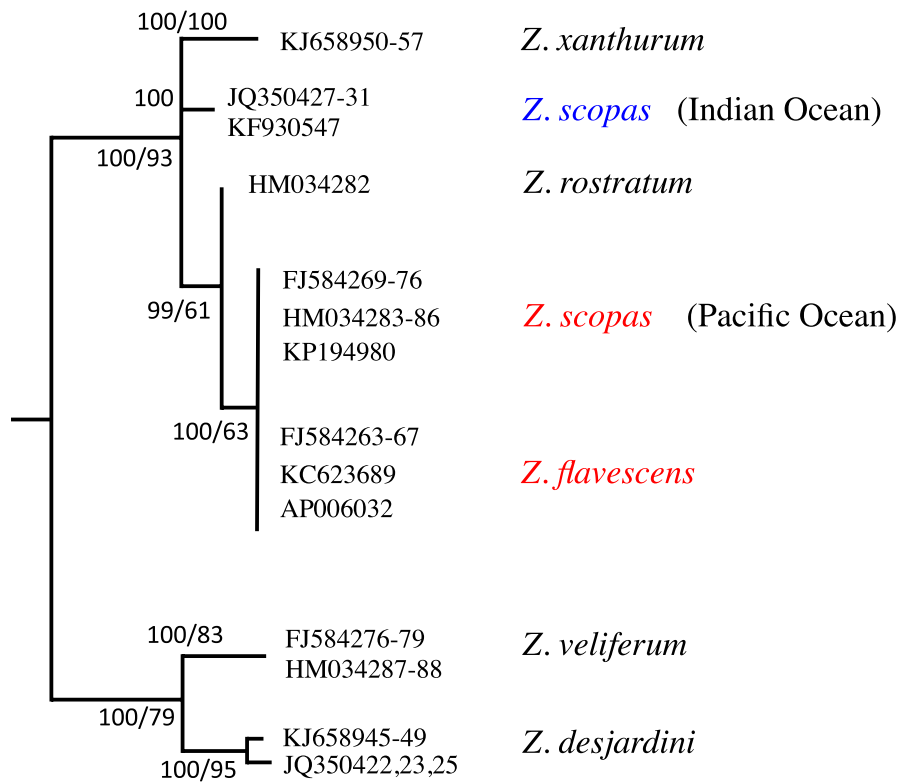 100/100
KJ658950-57 Z. xanthurum
100
JQ350427-31
KF930547
Z. scopas (Indian Ocean)
100/93
HM034282 Z. rostratum
99/61
FJ584269-76
HM034283-86
KP194980
Z. scopas (Pacific Ocean)
100/63
FJ584263-67
KC623689
AP006032
Z. flavescens
100/83
FJ584276-79
HM034287-88
Z. veliferum
100/79
KJ658945-49
JQ350422,23,25
Z. desjardini
100/95